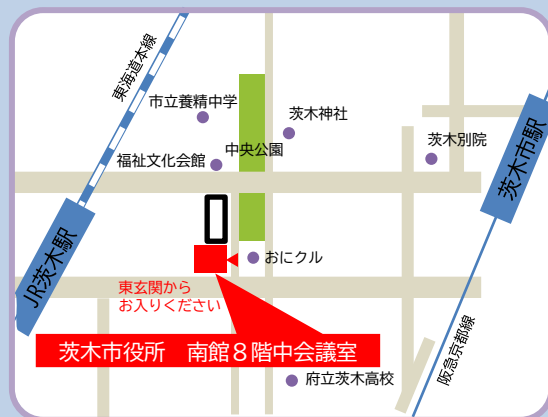 東海道本線
市立養精中学
茨木神社
中央公園
福祉文化会館
茨木別院
茨木市駅
JR茨木駅
おにクル
東玄関から
お入りください
茨木市役所　南館８階中会議室
阪急京都線
府立茨木高校